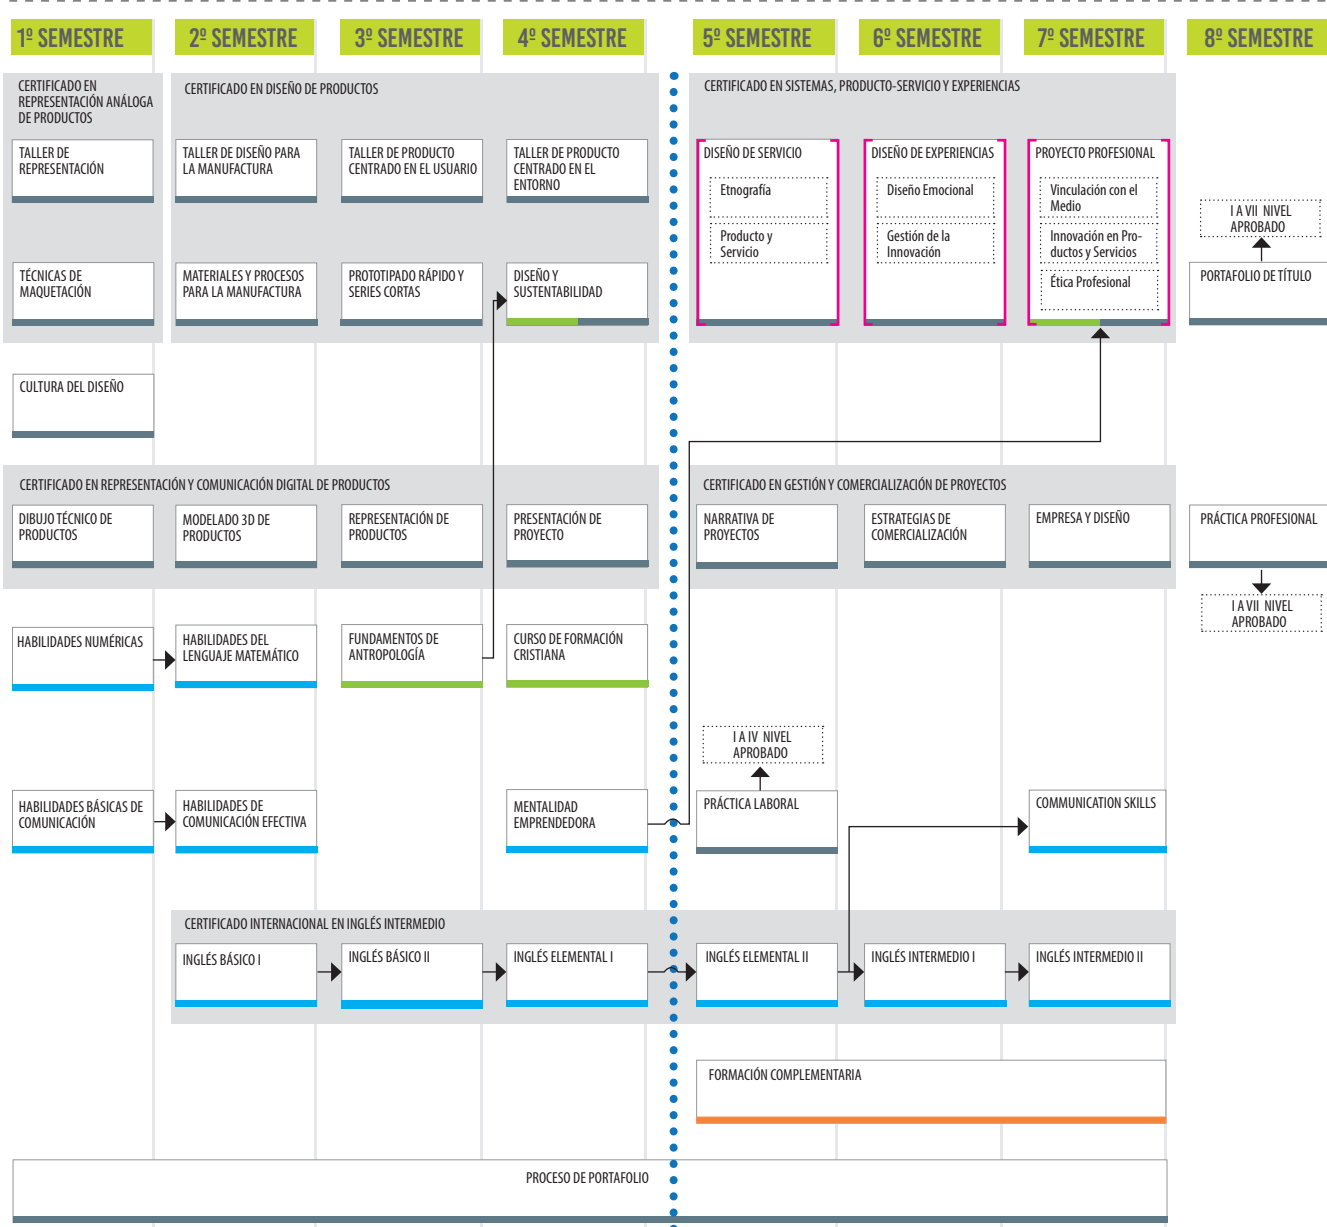 1º SEMESTRE
2º SEMESTRE
3º SEMESTRE
4º SEMESTRE
5º SEMESTRE
6º SEMESTRE
7º SEMESTRE
8º SEMESTRE
CERTIFICADO EN
REPRESENTACIÓN ANÁLOGA
DE PRODUCTOS
CERTIFICADO EN DISEÑO DE PRODUCTOS
CERTIFICADO EN SISTEMAS, PRODUCTO-SERVICIO Y EXPERIENCIAS
TALLER DE
REPRESENTACIÓN
TALLER DE DISEÑO PARA
LA MANUFACTURA
TALLER DE PRODUCTO
CENTRADO EN EL USUARIO
TALLER DE PRODUCTO
CENTRADO EN EL
ENTORNO
DISEÑO DE SERVICIO
Etnografía
Producto y
Servicio
DISEÑO DE EXPERIENCIAS
Diseño Emocional
Gestión de la
Innovación
PROYECTO PROFESIONAL
Vinculación con el
Medio
Innovación en Pro-
ductos y Servicios
Ética Profesional
I A VII NIVEL
APROBADO
PORTAFOLIO DE TÍTULO
TÉCNICAS DE
MAQUETACIÓN
MATERIALES Y PROCESOS
PARA LA MANUFACTURA
PROTOTIPADO RÁPIDO Y
SERIES CORTAS
DISEÑO Y
SUSTENTABILIDAD
CULTURA DEL DISEÑO
CERTIFICADO EN REPRESENTACIÓN Y COMUNICACIÓN DIGITAL DE PRODUCTOS
CERTIFICADO EN GESTIÓN Y COMERCIALIZACIÓN DE PROYECTOS
DIBUJO TÉCNICO DE
PRODUCTOS
MODELADO 3D DE
PRODUCTOS
REPRESENTACIÓN DE
PRODUCTOS
PRESENTACIÓN DE
PROYECTO
NARRATIVA DE
PROYECTOS
ESTRATEGIAS DE
COMERCIALIZACIÓN
EMPRESA Y DISEÑO
PRÁCTICA PROFESIONAL
I A VII NIVEL
APROBADO
HABILIDADES NUMÉRICAS
HABILIDADES DEL
LENGUAJE MATEMÁTICO
FUNDAMENTOS DE
ANTROPOLOGÍA
CURSO DE FORMACIÓN
CRISTIANA
I A IV NIVEL
APROBADO
HABILIDADES BÁSICAS DE
COMUNICACIÓN
HABILIDADES DE
COMUNICACIÓN EFECTIVA
MENTALIDAD
EMPRENDEDORA
PRÁCTICA LABORAL
COMMUNICATION SKILLS
CERTIFICADO INTERNACIONAL EN INGLÉS INTERMEDIO
INGLÉS BÁSICO I
INGLÉS BÁSICO II
INGLÉS ELEMENTAL I
INGLÉS ELEMENTAL II
INGLÉS INTERMEDIO I
INGLÉS INTERMEDIO II
FORMACIÓN COMPLEMENTARIA
PROCESO DE PORTAFOLIO